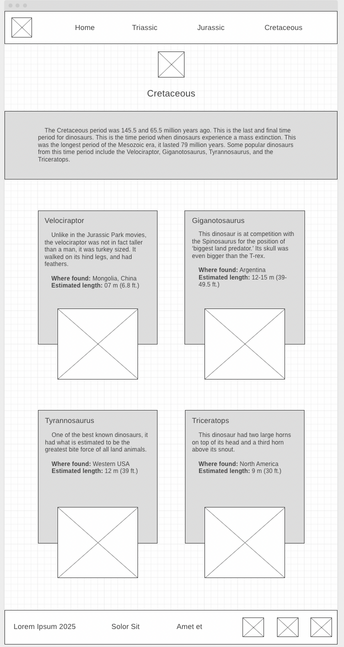 Home Triassic Jurassic Cretaceous
Cretaceous
The Cretaceous period was 145.5 and 65.5 million years ago. This is the last and final time
period for dinosaurs. This is the time period when dinosaurs experience a mass extinction. This
was the longest period of the Mesozoic era, it lasted 79 million years. Some popular dinosaurs
from this time period include the Velociraptor, Giganotosaurus, Tyrannosaurus, and the
Triceratops.
Velociraptor
Unlike in the Jurassic Park movies,
the velociraptor was not in fact taller
than a man, it was turkey sized. It
walked on its hind legs, and had
feathers.
Where found: Mongolia, China
Estimated length: 07 m (6.8 ft.)
Giganotosaurus
This dinosaur is at competition with
the Spinosaurus for the position of
'biggest land predator.' Its skull was
even bigger than the T-rex.
Where found: Argentina
Estimated length: 12-15 m (39-
49.5 ft.)
Tyrannosaurus
One of the best known dinosaurs, it
had what is estimated to be the
greatest bite force of all land animals.
Where found: Western USA
Estimated length: 12 m (39 ft.)
Triceratops
This dinosaur had two large horns
on top of its head and a third horn
above its snout.
Where found: North America
Estimated length: 9 m (30 ft.)
Lorem Ipsum 2025 Solor Sit Amet et